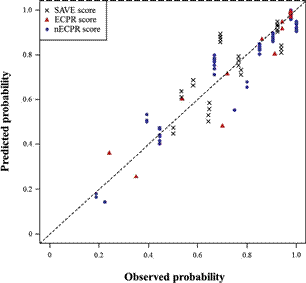 SAVE score
ECPR score
nECPR score
1.0
0.8
0.6
0.4
0.2
0
Predicted probability
0
0.2
0.4
0.6
0.8
1.0
Observed probability